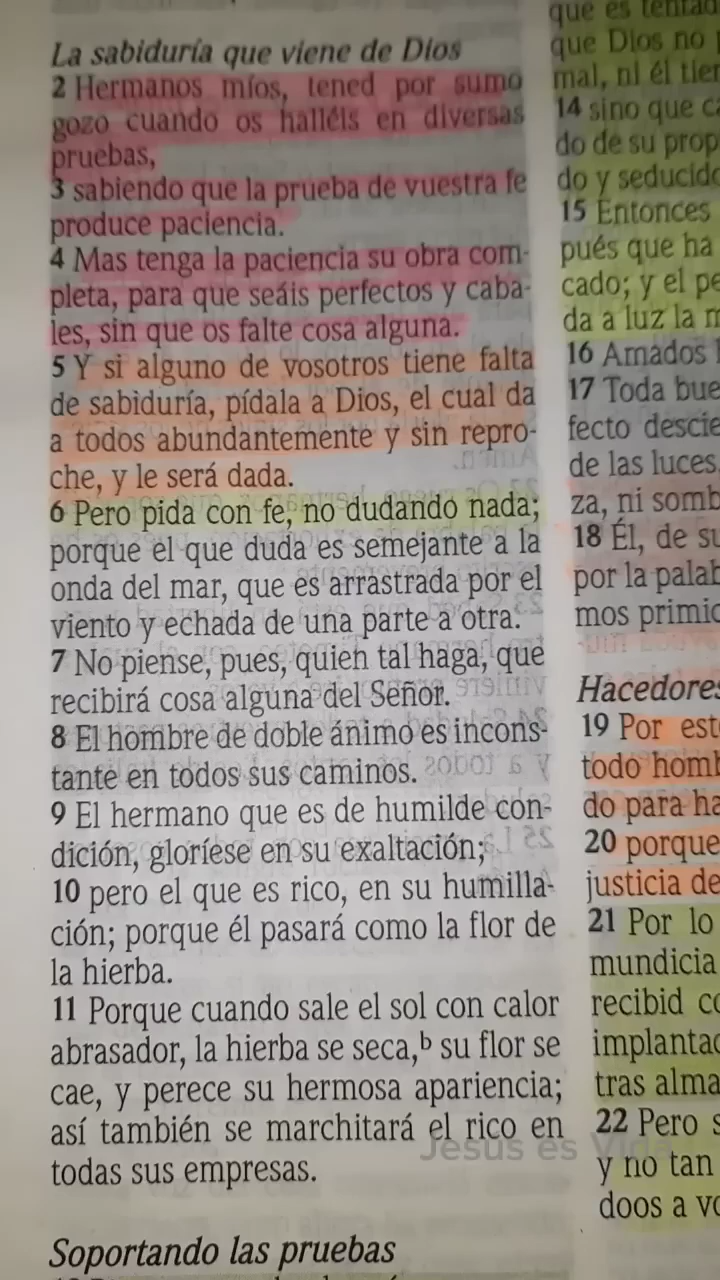 La sabiduría que viene de Dios
2 Hermanos míos, tened por sumo
gozo cuando os halléis en diversas
pruebas,
3 sabiendo que la prueba de vuestra fe
produce paciencia.
4 Mas tenga la paciencia su obra com-
pleta, para que seáis perfectos y caba-
les, sin que os falte cosa alguna.
5 Y si alguno de vosotros tiene falta
de sabiduría, pídala a Dios, el cual da
a todos abundantemente y sin repro-
che, y le será dada.
6 Pero pida con fe, no dudando nada;
porque el que duda es semejante a la
onda del mar, que es arrastrada por el
viento y echada de una parte a otra.
7 No piense, pues, quien tal haga, que
recibirá cosa alguna del Señor.
8 El hombre de doble ánimo es incons-
tante en todos sus caminos.
9 El hermano que es de humilde con-
dición, gloríese en su exaltación;
10 pero el que es rico, en su humilla-
ción; porque él pasará como la flor de
la hierba.
11 Porque cuando sale el sol con calor
abrasador, la hierba se seca,b su flor se
cae, y perece su hermosa apariencia;
así también se marchitará el rico en
todas sus empresas.
Soportando las pruebas
que es
que Dios no
mal, ni él
14 sino que
do de su
do y
15 Entonces
pués que ha
cado; y el
da a luz la
16 Amados
17 Toda
fecto
de las luces,
za, ni
18 Él, de
por la
mos
Hacedores
19 Por
todo
do para
20 porque
justicia de
21 Por lo
mundicia
recibid
tras
22 Pero
y no tan
doos a
Jesús es